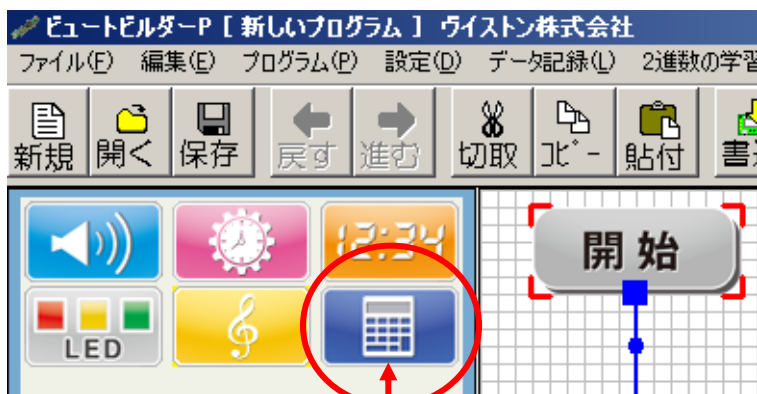 ビュートビルダーP [ 新しいプログラム ] ヴイストン株式会社
ファイル(F) 編集(E) プログラム(P) 設定(D) データ記録(L) 2進数の学習
新規 開く 保存 戻す 進む 切取 コピー 貼付
12:34
開始
LED